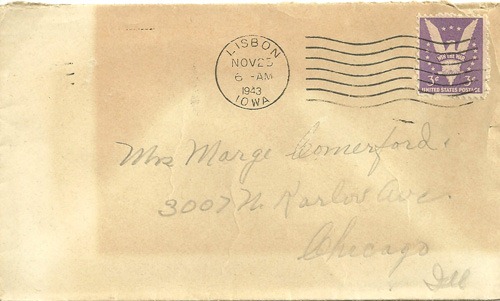 LISBON
NOV 23
6 - AM
1943
IOWA
WIN THE WAR
3¢ 3¢
UNITED STATES POSTAGE
Mrs Marge Comerford.
3007 N. Karlov Ave.
Chicago
Ill